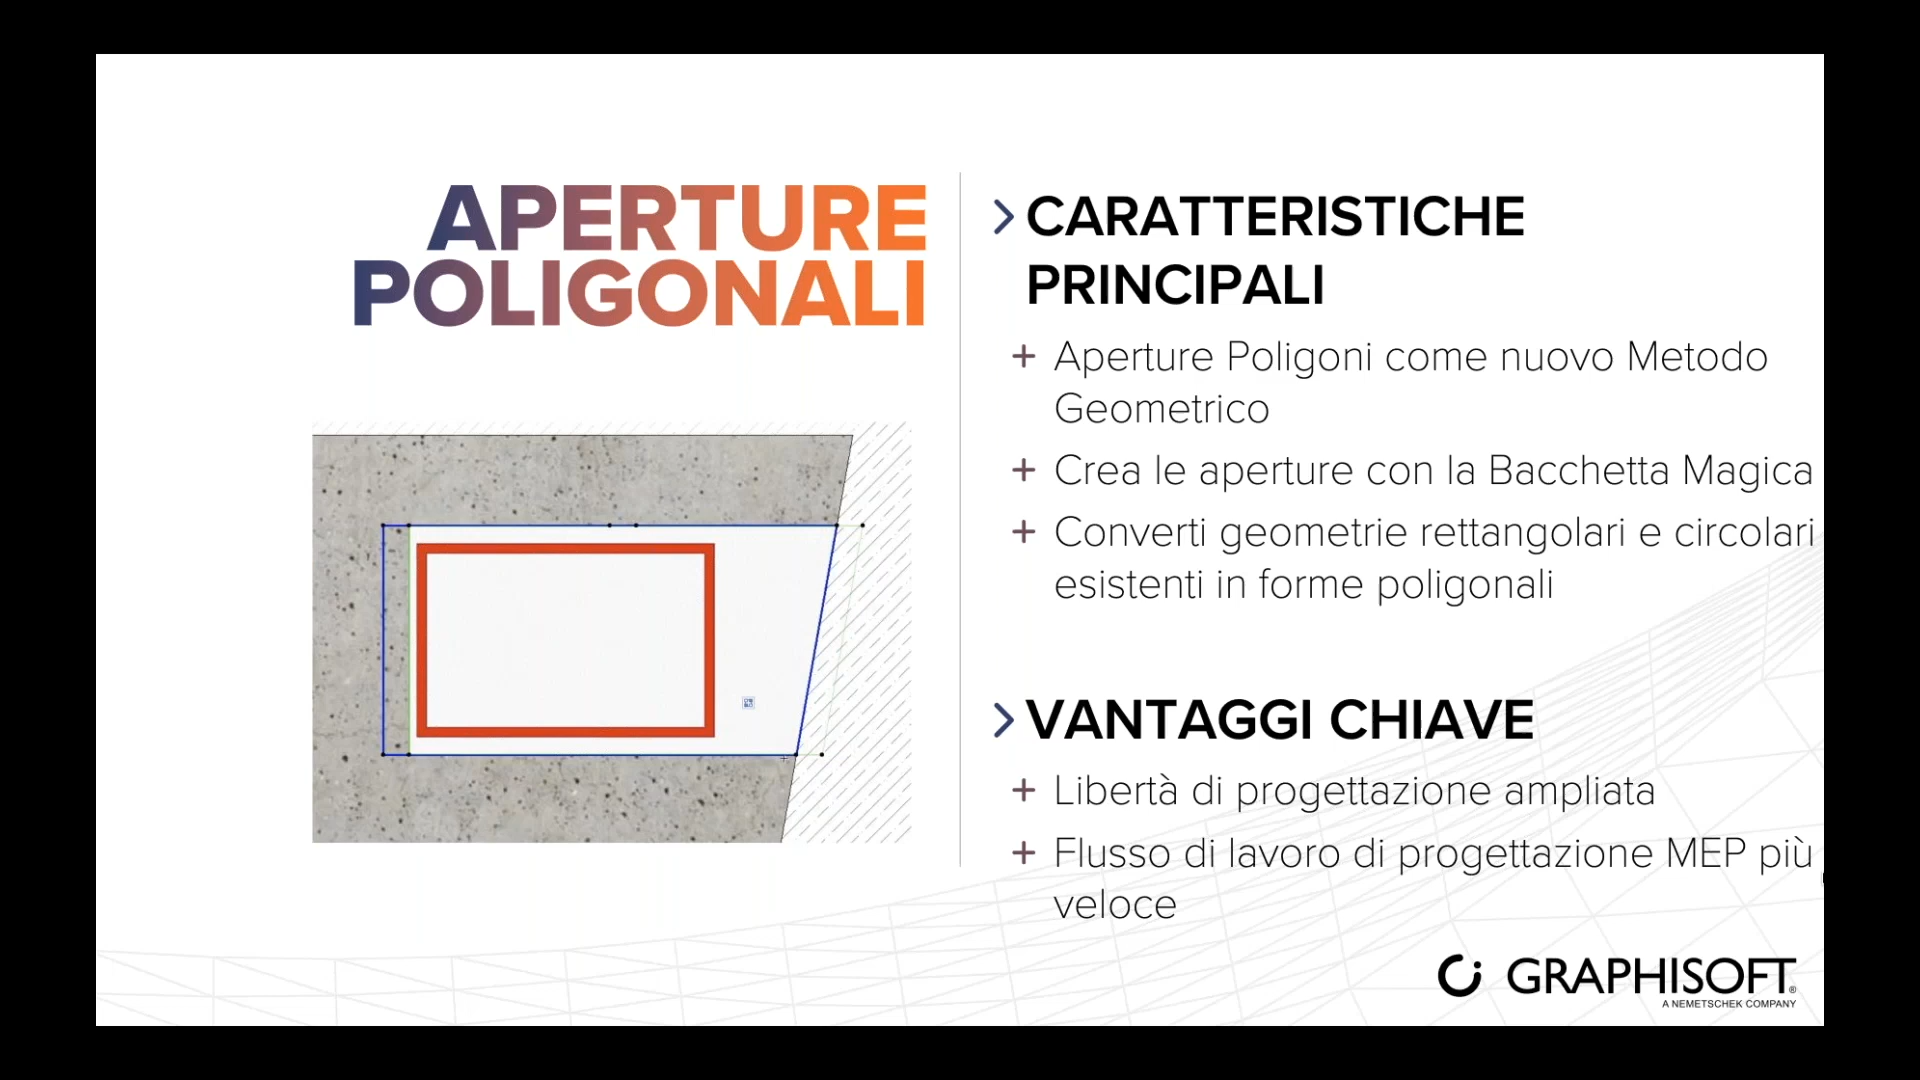 APERTURE
POLIGONALI
CARATTERISTICHE
PRINCIPALI
+ Aperture Poligoni come nuovo Metodo
Geometrico
+ Crea le aperture con la Bacchetta Magica
+ Converti geometrie rettangolari e circolari
esistenti in forme poligonali
VANTAGGI CHIAVE
+ Libertà di progettazione ampliata
+ Flusso di lavoro di progettazione MEP più
veloce
GRAPHISOFT®
A NEMETSCHEK COMPANY